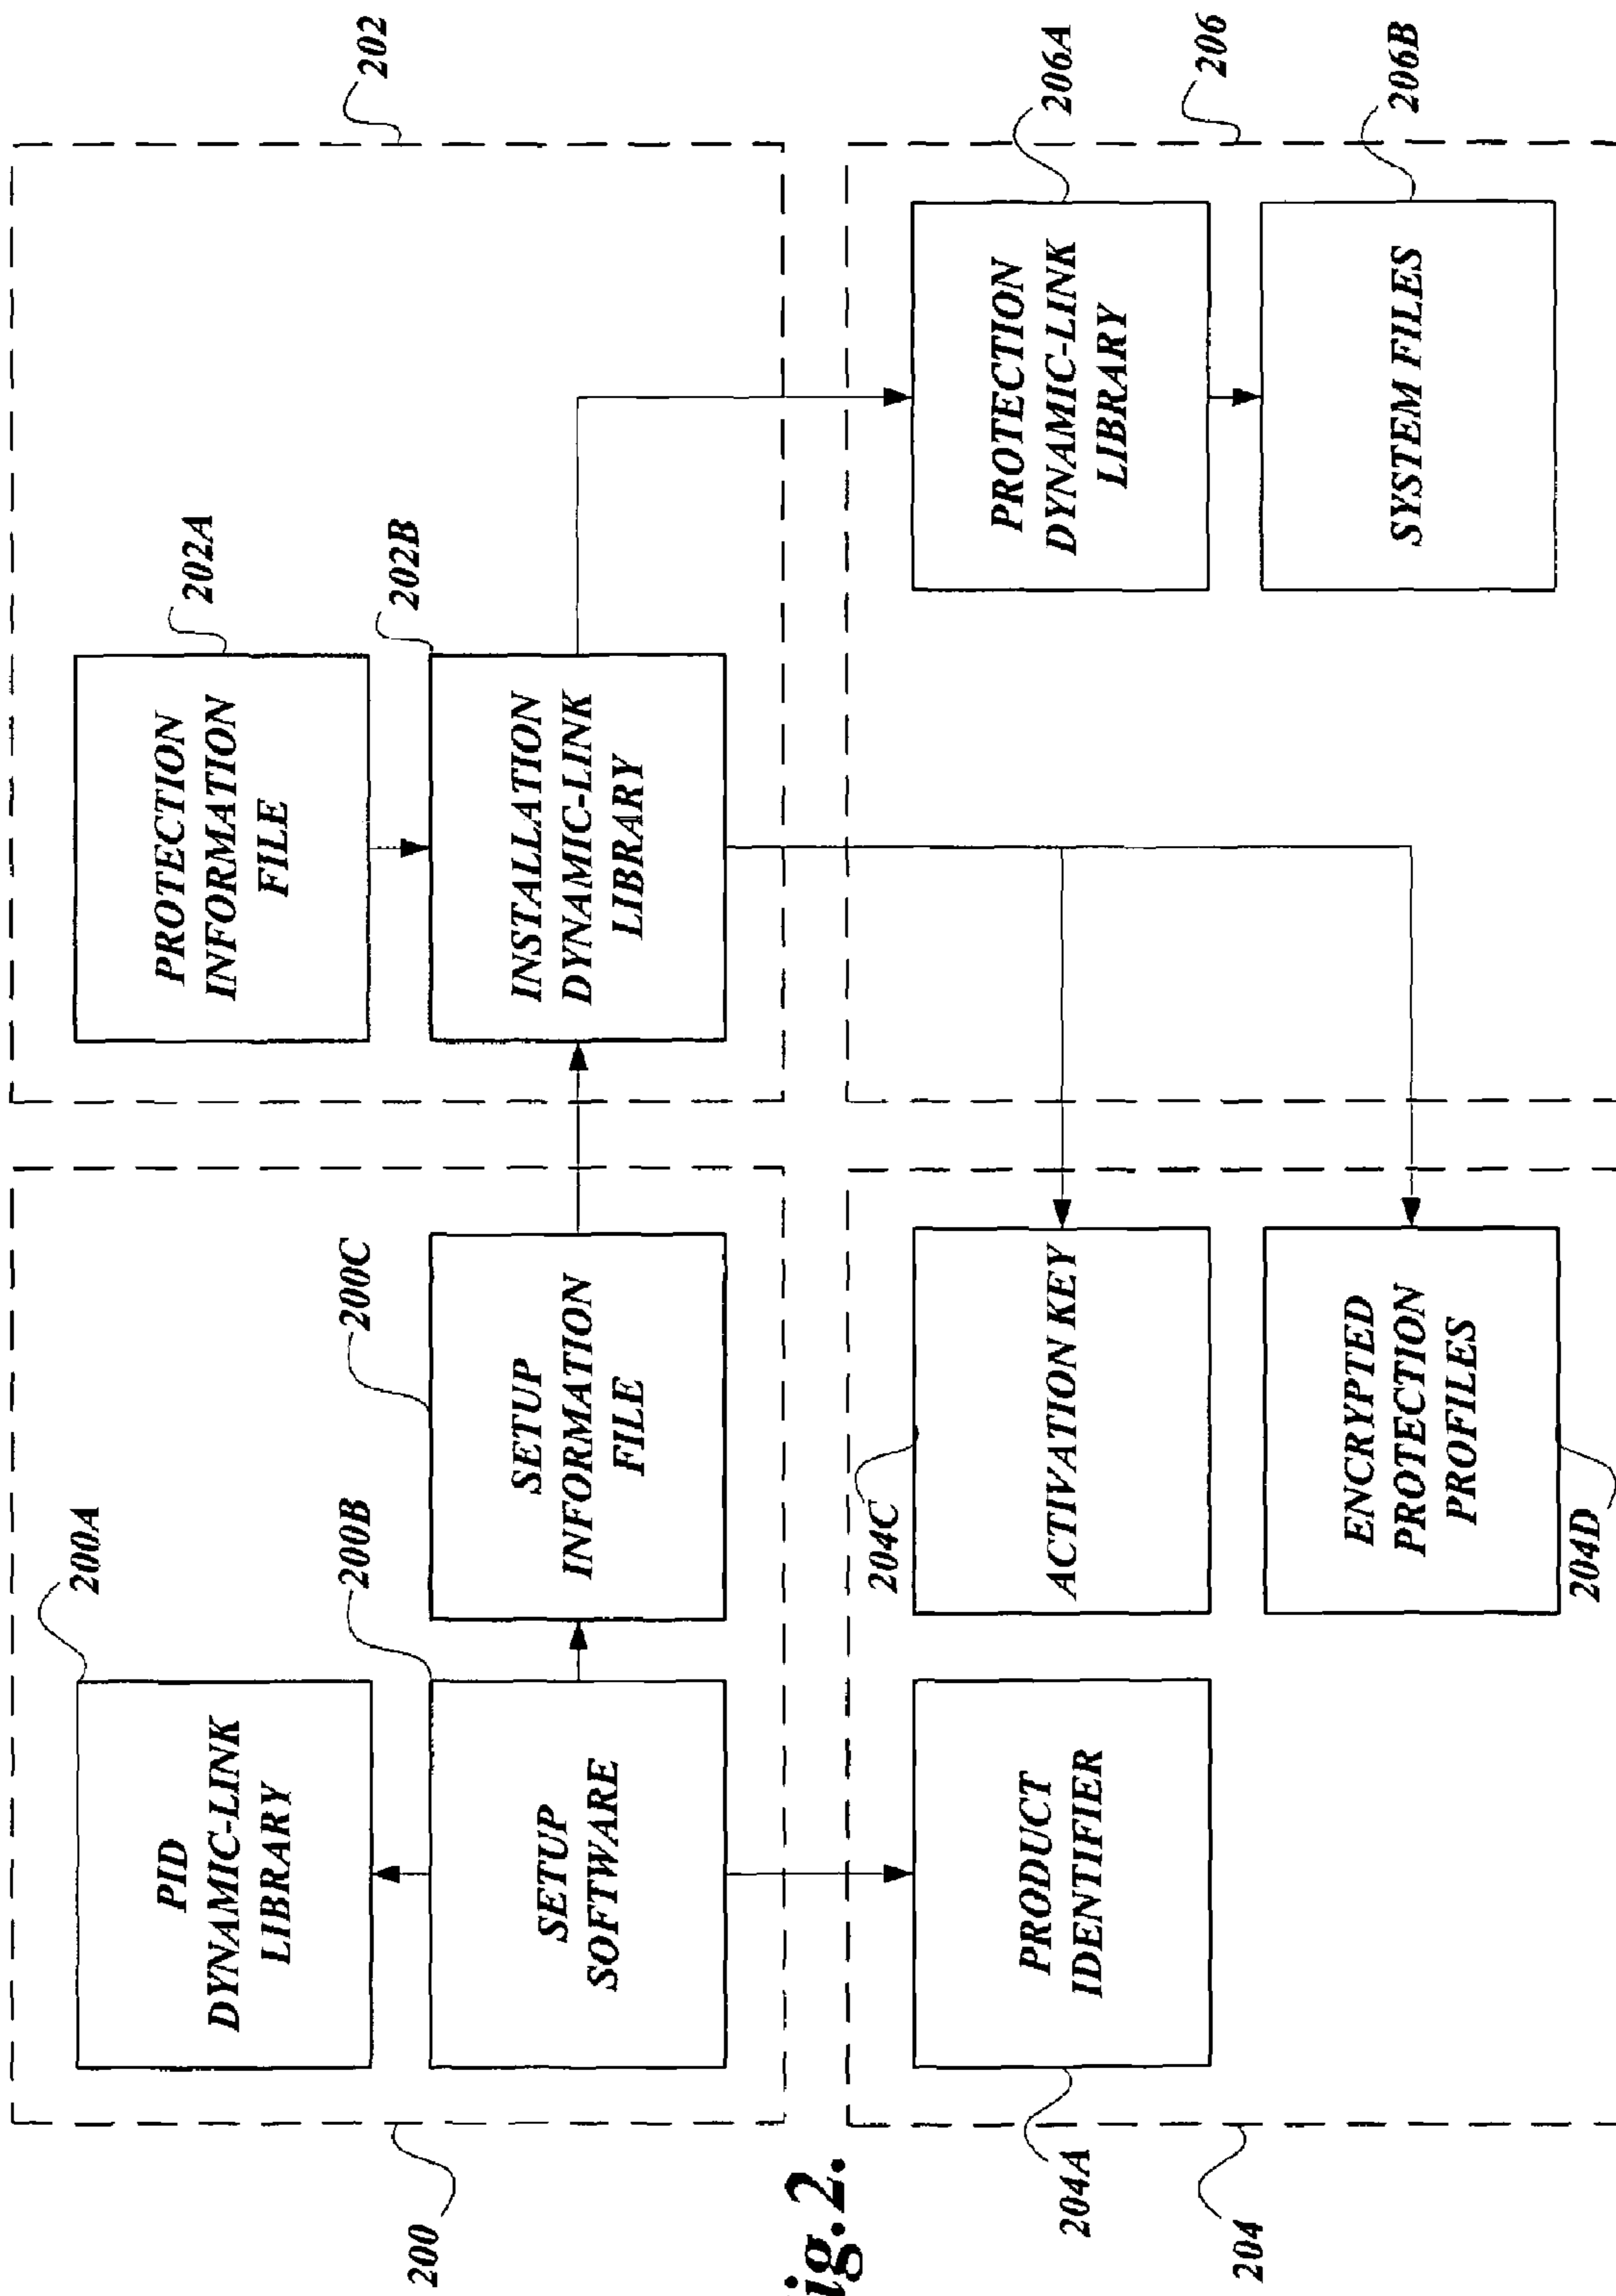 200
200A
PID
DYNAMIC-LINK
LIBRARY
200B
SETUP
SOFTWARE
200C
SETUP
INFORMATION
FILE
202
202A
PROTECTION
INFORMATION
FILE
202B
INSTALLATION
DYNAMIC-LINK
LIBRARY
204
204A
PRODUCT
IDENTIFIER
204C
ACTIVATION KEY
204D
ENCRYPTED
PROTECTION
PROFILES
206
206A
PROTECTION
DYNAMIC-LINK
LIBRARY
206B
SYSTEM FILES
ig.2.